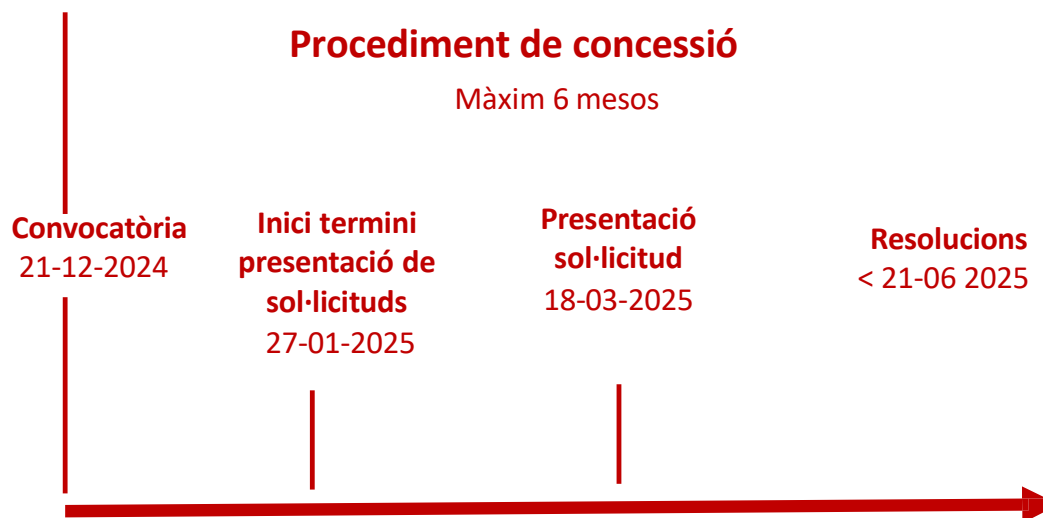 Procediment de concessió
Màxim 6 mesos
Convocatòria
21-12-2024
Inici termini
presentació de
sol·licituds
27-01-2025
Presentació
sol·licitud
18-03-2025
Resolucions
< 21-06 2025